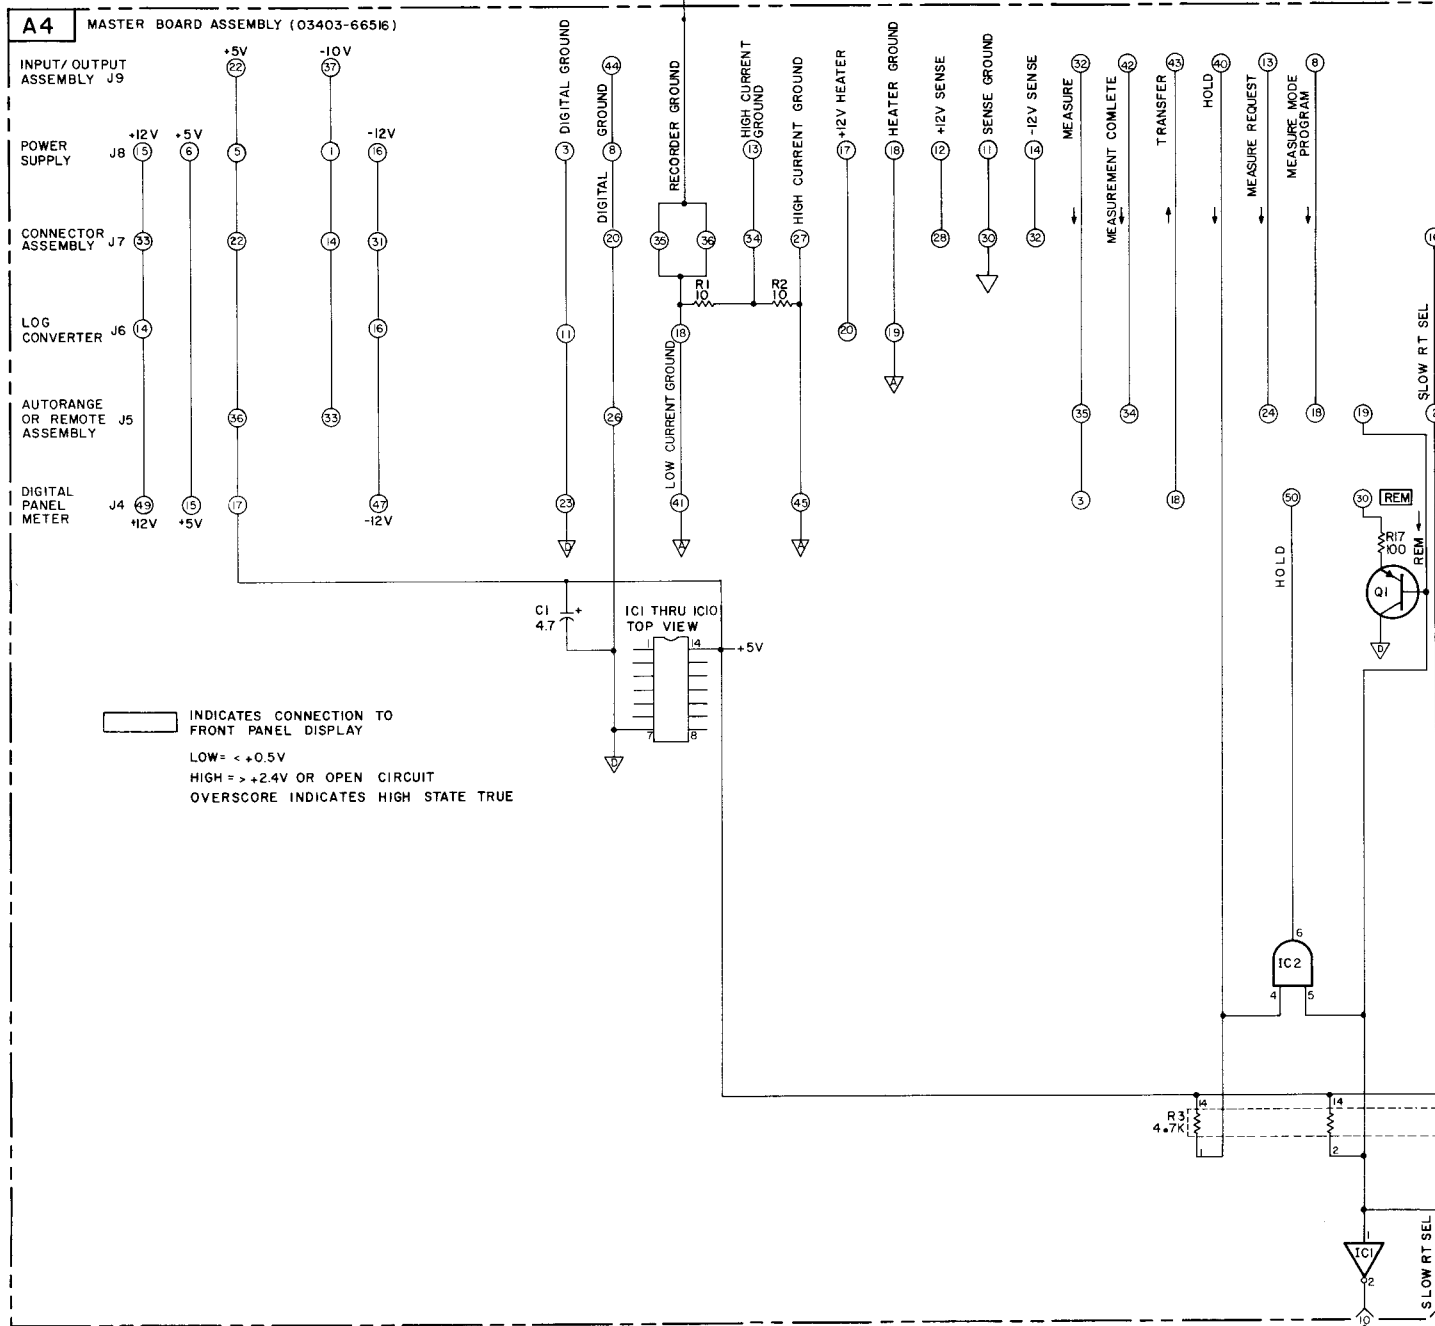 A4 MASTER BOARD ASSEMBLY (03403-66516)
INPUT/OUTPUT
ASSEMBLY J9
+5V
22
-10V
37
44
32
42
43
40
13
8
POWER
SUPPLY J8
+12V
15
+5V
6
5
1
-12V
16
3
8
13
17
18
12
11
14
DIGITAL GROUND
DIGITAL GROUND
RECORDER GROUND
HIGH CURRENT
GROUND
HIGH CURRENT GROUND
+12V HEATER
HEATER GROUND
+12V SENSE
SENSE GROUND
-12V SENSE
MEASURE
MEASUREMENT COMLETE
TRANSFER
HOLD
MEASURE REQUEST
MEASURE MODE
PROGRAM
CONNECTOR
ASSEMBLY J7
33
22
14
31
20
35
36
34
27
28
30
32
R1
10
R2
10
LOG
CONVERTER J6
14
16
11
18
20
19
A
LOW CURRENT GROUND
SLOW RT SEL
AUTORANGE
OR REMOTE J5
ASSEMBLY
36
33
26
35
34
24
18
19
DIGITAL
PANEL J4
METER
49
+12V
15
+5V
17
47
-12V
23
41
45
3
18
50
30
REM
D
A
A
R17
100
REM
HOLD
Q1
D
C1
4.7
+
IC1 THRU IC10
TOP VIEW
1
14
+5V
7
8
D
INDICATES CONNECTION TO
FRONT PANEL DISPLAY
LOW= < +0.5V
HIGH = > +2.4V OR OPEN CIRCUIT
OVERSCORE INDICATES HIGH STATE TRUE
6
IC2
4
5
R3
4.7K
14
1
14
2
1
IC1
2
SLOW RT SEL
10